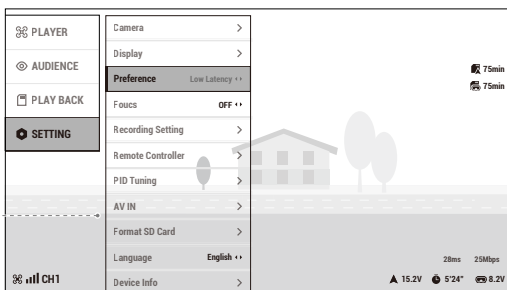 PLAYER
AUDIENCE
PLAY BACK
SETTING
Camera
Display
Preference Low Latency
Foucs OFF
Recording Setting
Remote Controller
PID Tuning
AV IN
Format SD Card
Language English
Device Info
75min
75min
28ms 25Mbps
CH1
15.2V 5'24" 8.2V